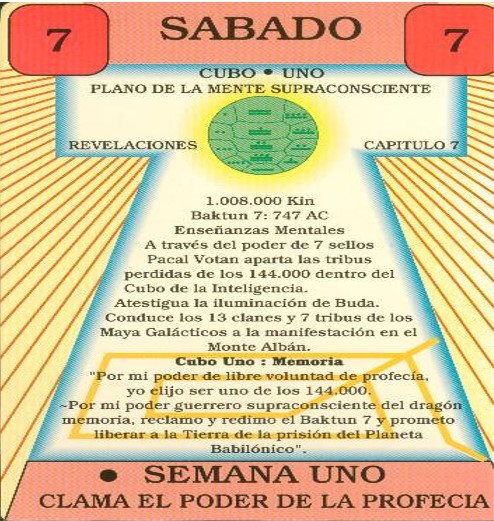 7 SABADO 7
CUBO • UNO
PLANO DE LA MENTE SUPRACONSCIENTE
REVELACIONES CAPITULO 7
1.008.000 Kin
Baktun 7: 747 AC
Enseñanzas Mentales
A través del poder de 7 sellos
Pacal Votan aparta las tribus
perdidas de los 144.000 dentro del
Cubo de la Inteligencia.
Atestigua la iluminación de Buda.
Conduce los 13 clanes y 7 tribus de los
Maya Galácticos a la manifestación en el
Monte Albán.
Cubo Uno : Memoria
"Por mi poder de libre voluntad de profecía,
yo elijo ser uno de los 144.000.
~Por mi poder guerrero supraconsciente del dragón
memoria, reclamo y redimo el Baktun 7 y prometo
liberar a la Tierra de la prisión del Planeta
Babilónico".
• SEMANA UNO
CLAMA EL PODER DE LA PROFECIA